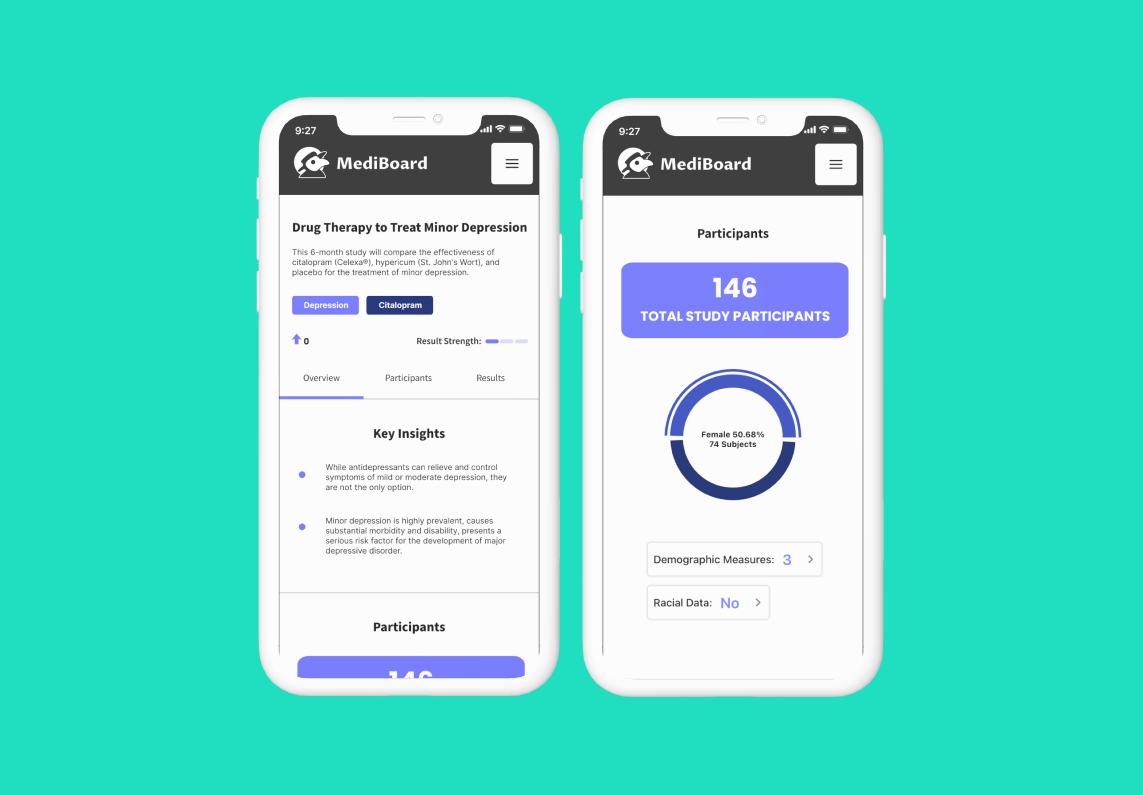 9:27
MediBoard
Drug Therapy to Treat Minor Depression
This 6-month study will compare the effectiveness of
citalopram (Celexa®), hypericum (St. John's Wort), and
placebo for the treatment of minor depression.
Depression
Citalopram
0
Result Strength:
Overview
Participants
Results
Key Insights
While antidepressants can relieve and control
symptoms of mild or moderate depression, they
are not the only option.
Minor depression is highly prevalent, causes
substantial morbidity and disability, presents a
serious risk factor for the development of major
depressive disorder.
Participants
146
9:27
MediBoard
Participants
146
TOTAL STUDY PARTICIPANTS
Female 50.68%
74 Subjects
Demographic Measures: 3
Racial Data: No